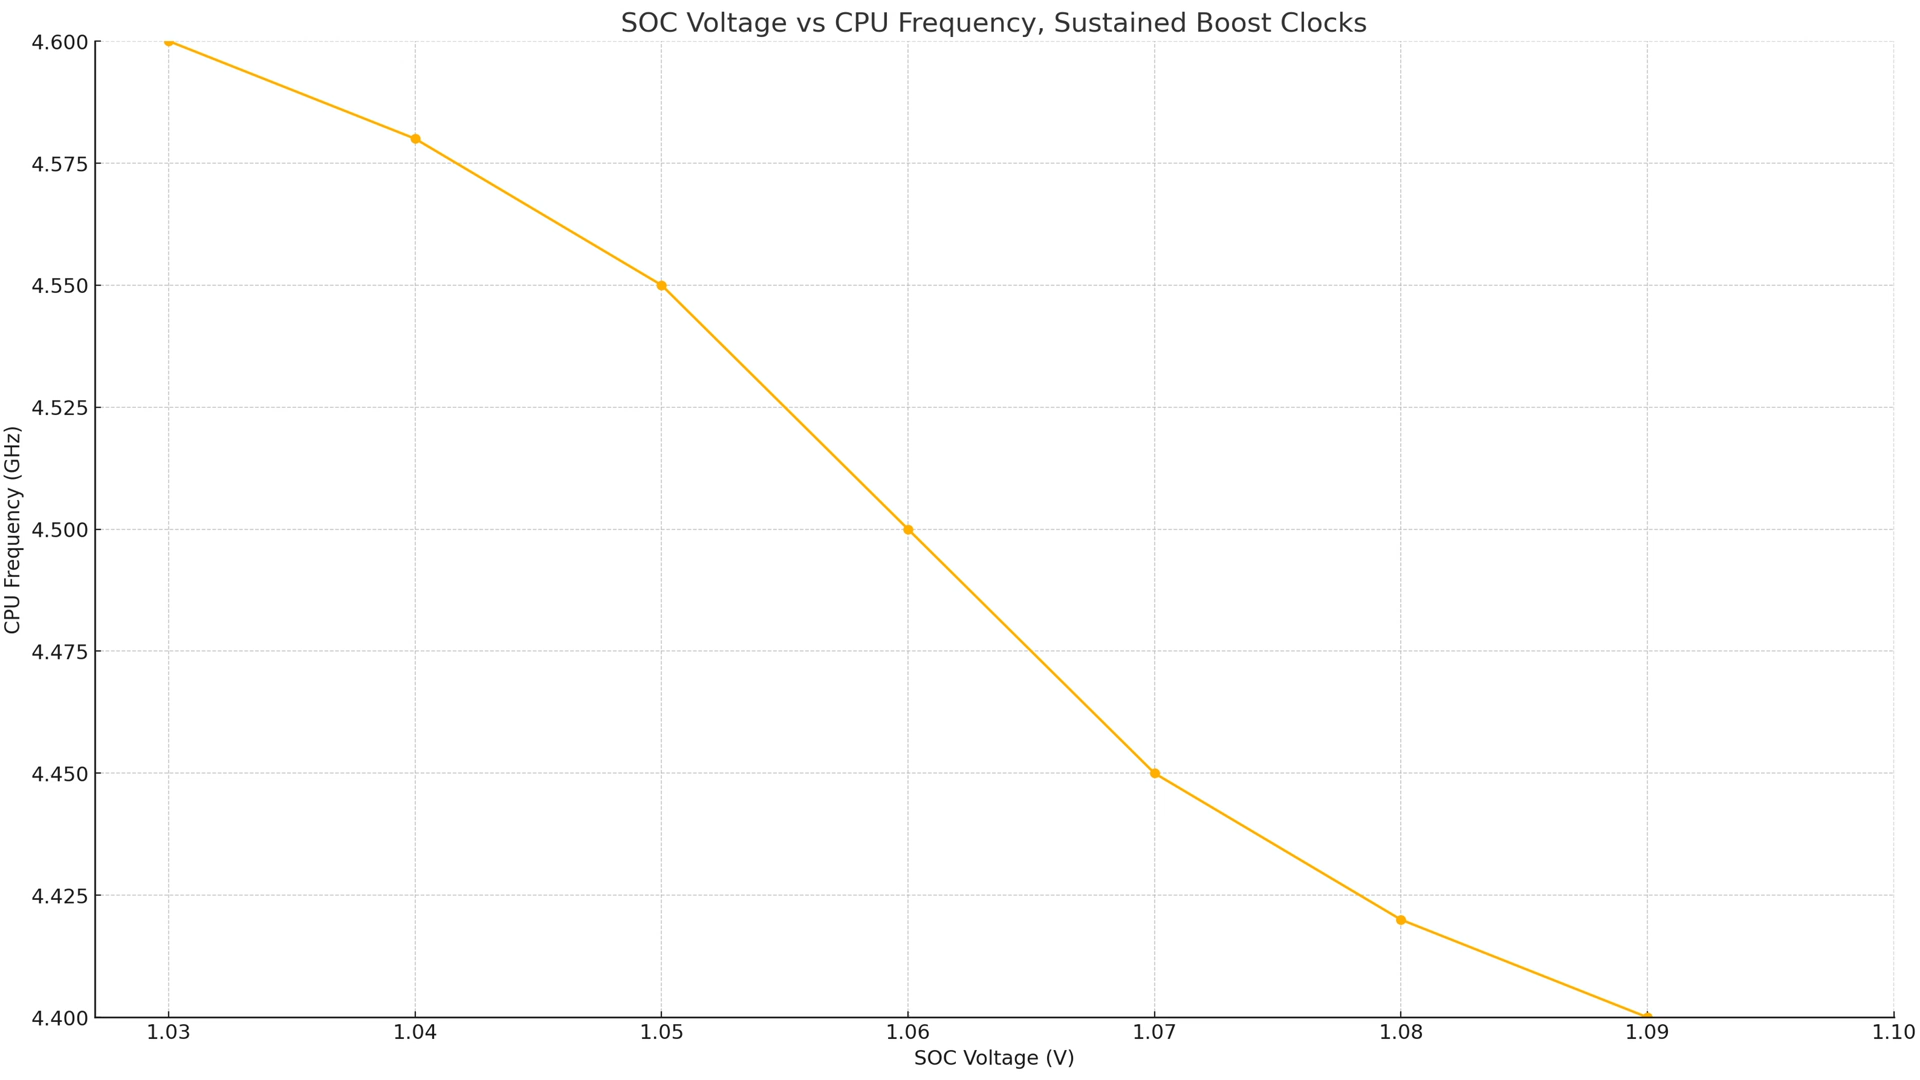 SOC Voltage vs CPU Frequency, Sustained Boost Clocks
4.600
4.575
4.550
4.525
4.500
4.475
4.450
4.425
4.400
CPU Frequency (GHz)
1.03 1.04 1.05 1.06 1.07 1.08 1.09 1.10
SOC Voltage (V)